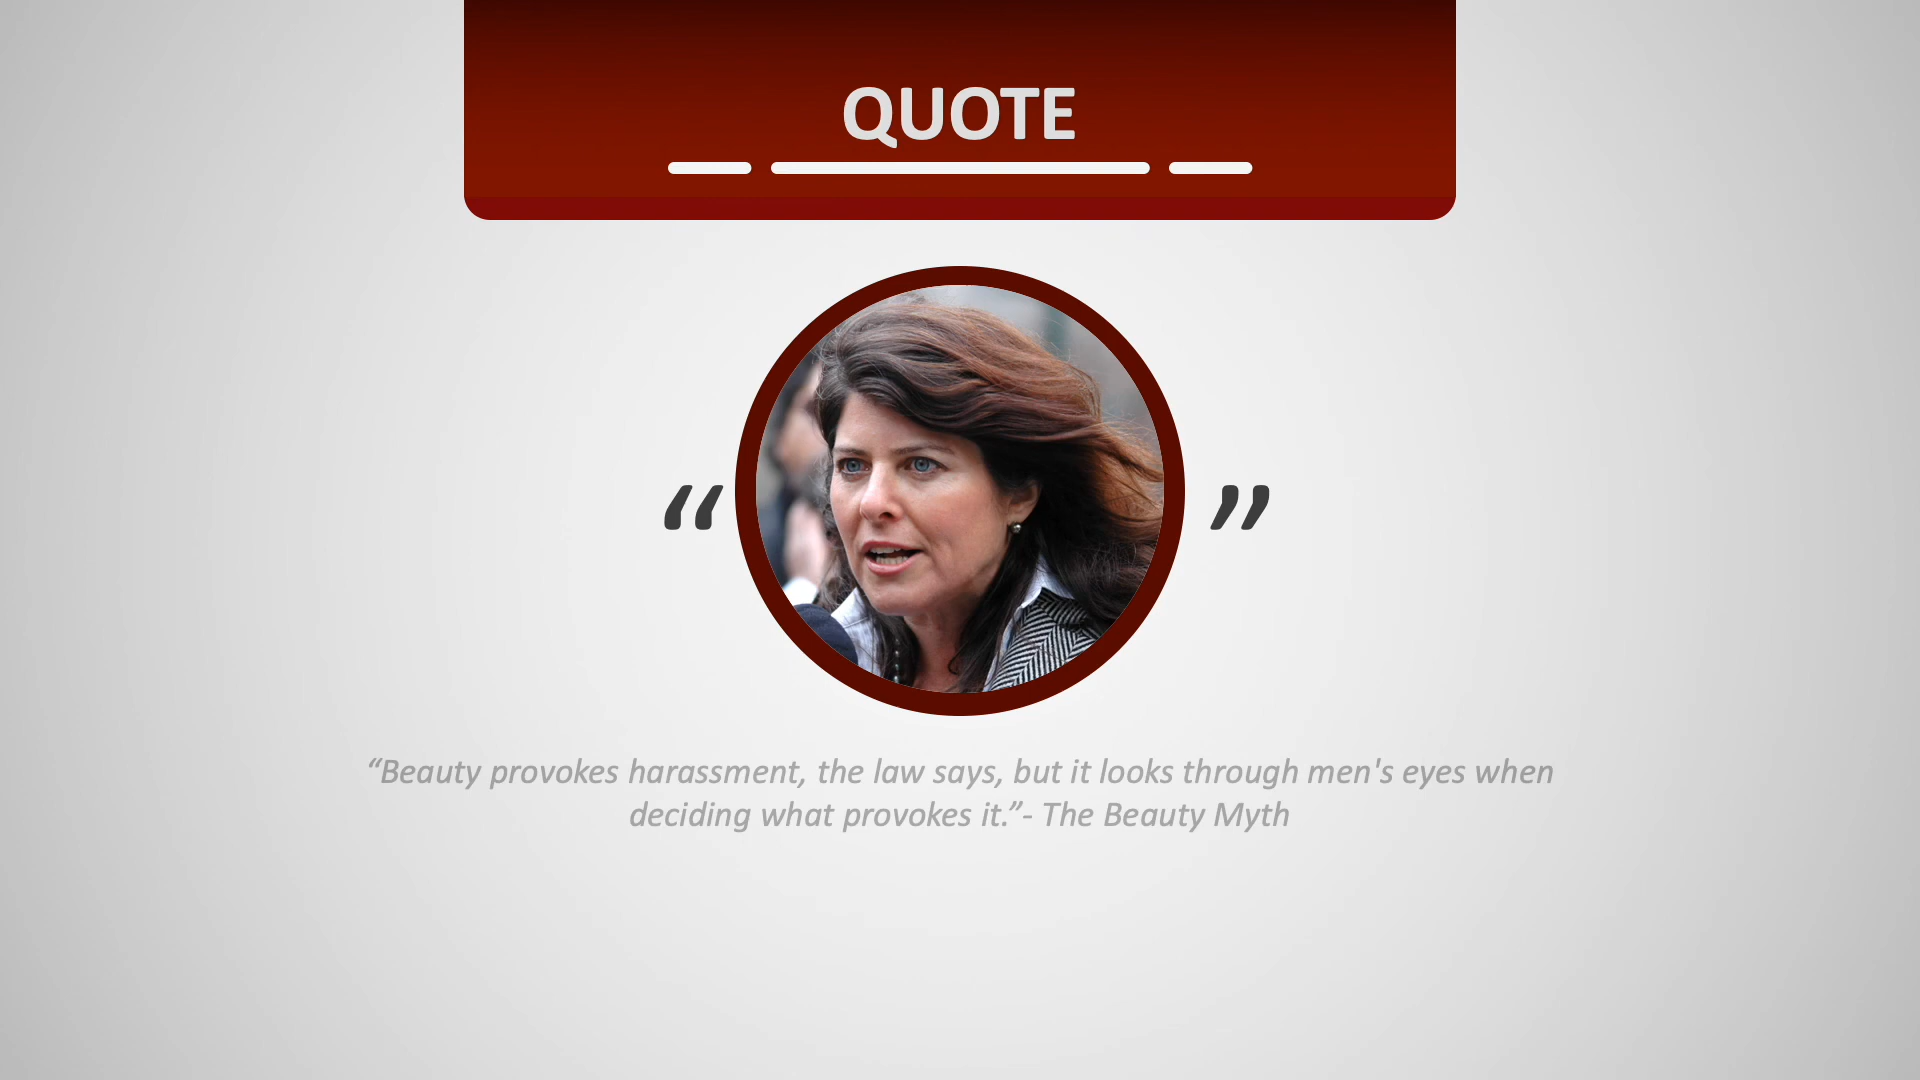 QUOTE
“ ”
“Beauty provokes harassment, the law says, but it looks through men's eyes when
deciding what provokes it.”- The Beauty Myth